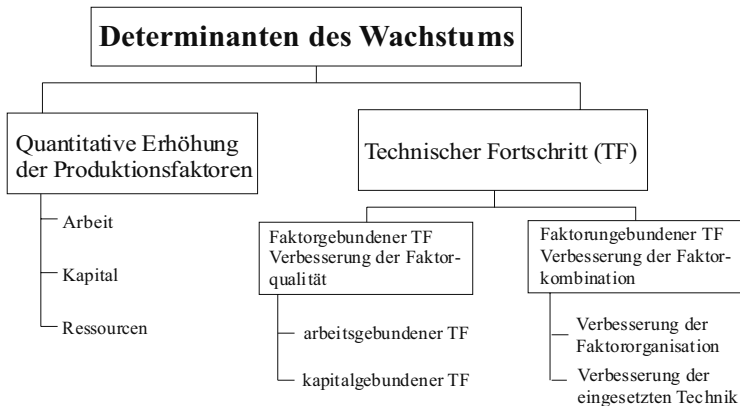 Determinanten des Wachstums
Quantitative Erhöhung
der Produktionsfaktoren
Arbeit
Kapital
Ressourcen
Technischer Fortschritt (TF)
Faktorgebundener TF
Verbesserung der Faktor-
qualität
arbeitsgebundener TF
kapitalgebundener TF
Faktorungebundener TF
Verbesserung der Faktor-
kombination
Verbesserung der
Faktororganisation
Verbesserung der
eingesetzten Technik